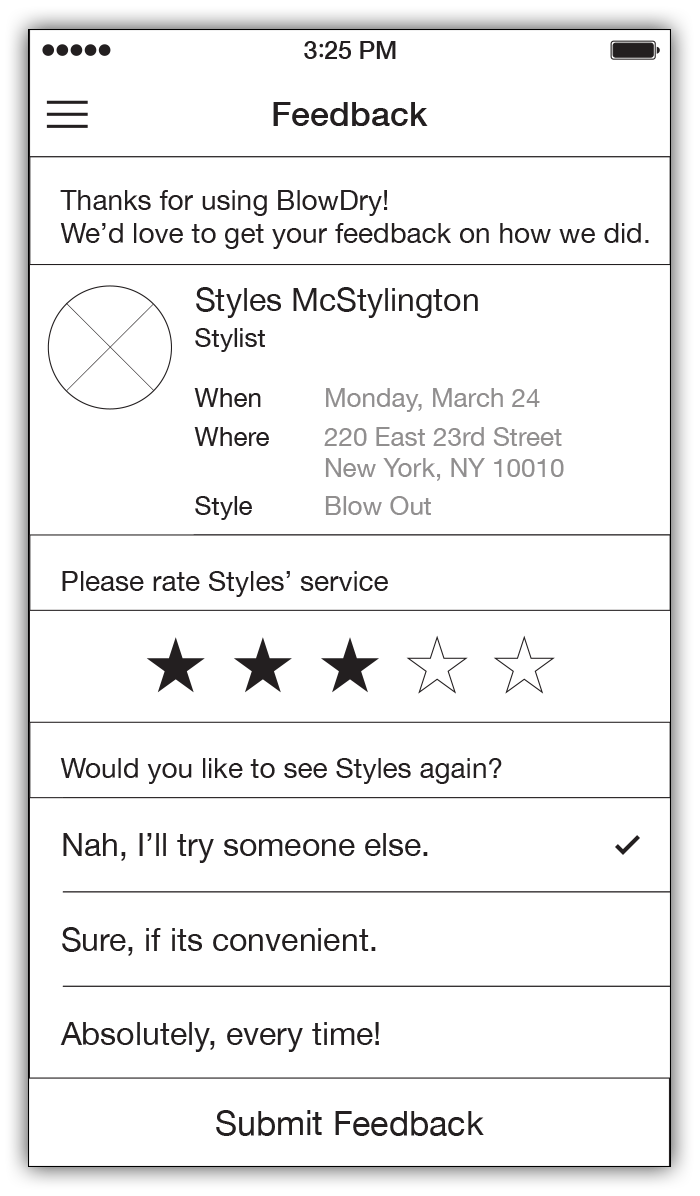 3:25 PM
Feedback
Thanks for using BlowDry!
We’d love to get your feedback on how we did.
Styles McStylington
Stylist
When Monday, March 24
Where 220 East 23rd Street
New York, NY 10010
Style Blow Out
Please rate Styles’ service
Would you like to see Styles again?
Nah, I’ll try someone else.
Sure, if its convenient.
Absolutely, every time!
Submit Feedback